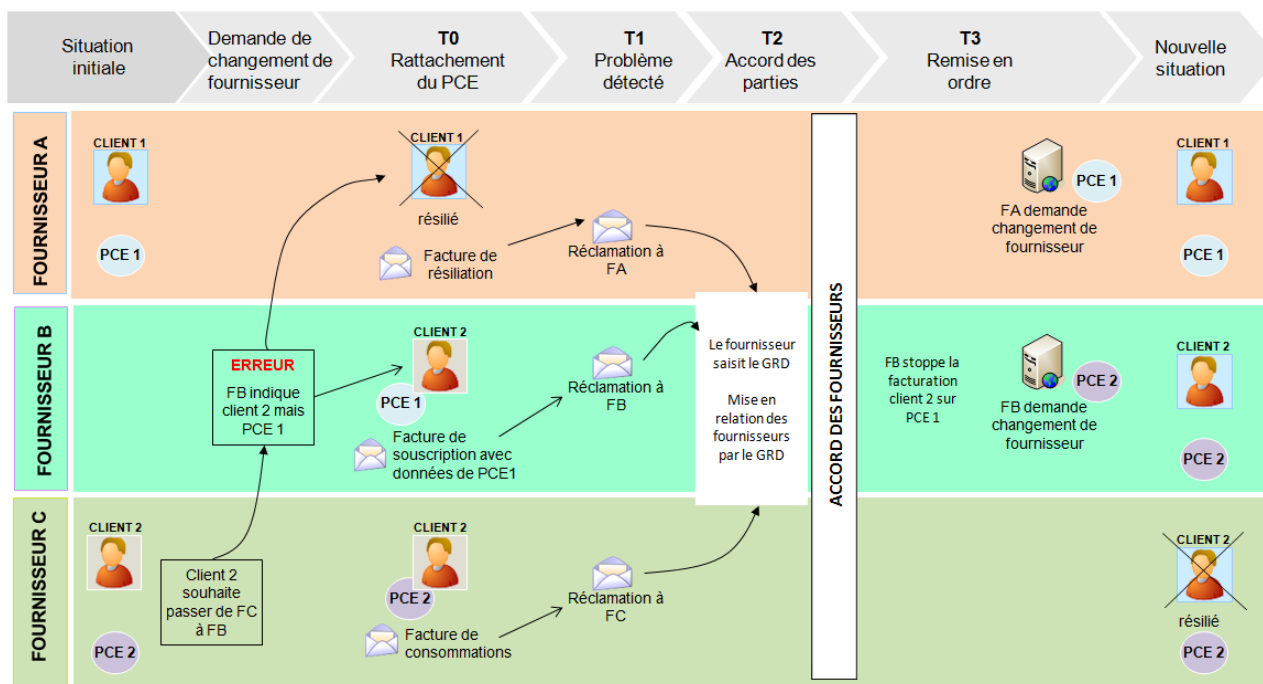 Situation
initiale
Demande de
changement de
fournisseur
T0
Rattachement
du PCE
T1
Problème
détecté
T2
Accord des
parties
T3
Remise en
ordre
Nouvelle
situation
FOURNISSEUR A
CLIENT 1
PCE 1
CLIENT 1
résilié
Facture de
résiliation
Réclamation à
FA
PCE 1
FA demande
changement de
fournisseur
CLIENT 1
PCE 1
FOURNISSEUR B
ERREUR
FB indique
client 2 mais
PCE 1
CLIENT 2
PCE 1
Facture de
souscription avec
données de PCE1
Réclamation à
FB
Le fournisseur
saisit le GRD
Mise en
relation des
fournisseurs
par le GRD
ACCORD DES FOURNISSEURS
FB stoppe la
facturation
client 2 sur
PCE 1
PCE 2
FB demande
changement de
fournisseur
CLIENT 2
PCE 2
FOURNISSEUR C
CLIENT 2
PCE 2
Client 2
souhaite
passer de FC
à FB
CLIENT 2
PCE 2
Facture de
consommations
Réclamation à
FC
CLIENT 2
résilié
PCE 2